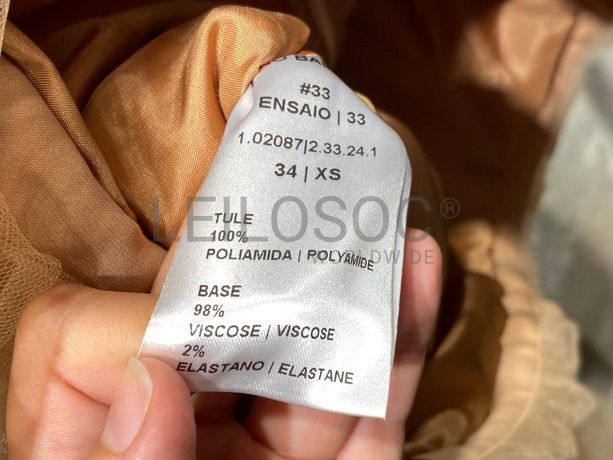 #33
ENSAIO | 33
1.02087|2.33.24.1
34 | XS
LEILOSOC®
WORLDWIDE
TULE
100%
POLIAMIDA | POLYAMIDE
BASE
98%
VISCOSE / VISCOSE
2%
ELASTANO / ELASTANE